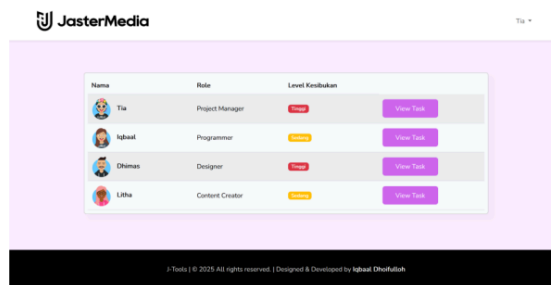 JasterMedia
Tia
Nama Role Level Kesibukan
Tia Project Manager Tinggi View Task
Iqbaal Programmer Sedang View Task
Dhimas Designer Tinggi View Task
Litha Content Creator Sedang View Task
J-Tools | © 2025 All rights reserved. | Designed & Developed by Iqbaal Dhoifulloh